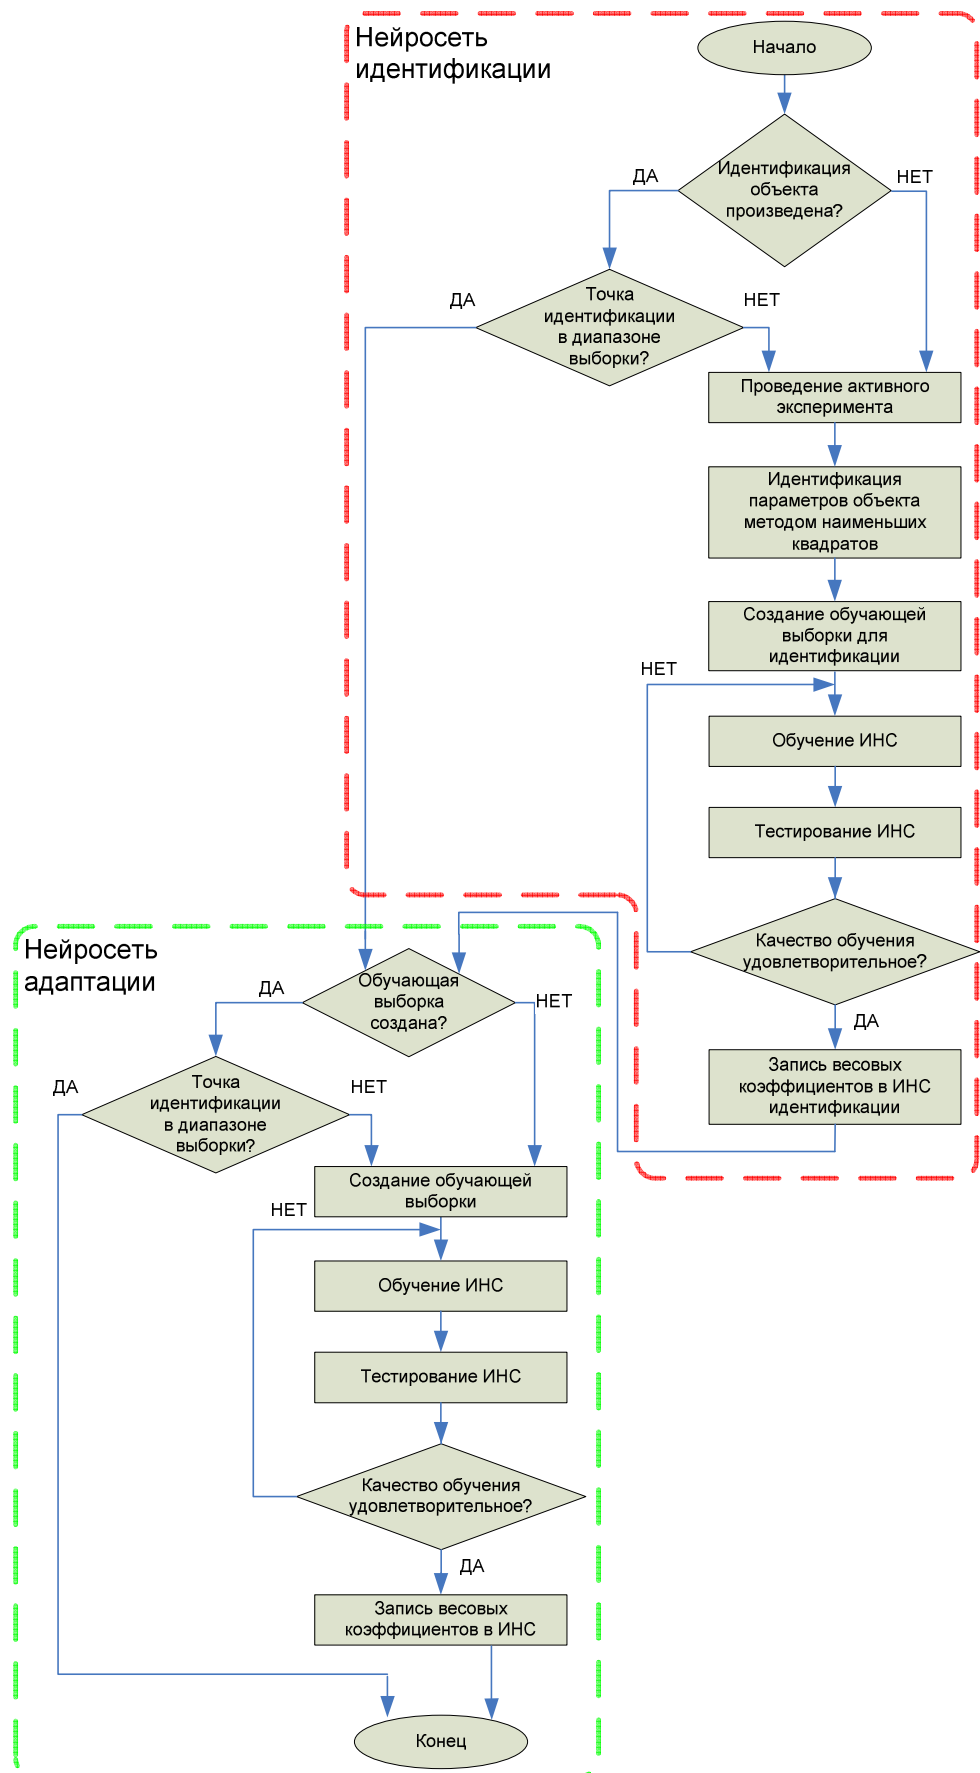 Нейросеть
идентификации
Начало
Идентификация
объекта
произведена?
ДА
НЕТ
Точка
идентификации
в диапазоне
выборки?
ДА
НЕТ
Проведение активного
эксперимента
Идентификация
параметров объекта
методом наименьших
квадратов
Создание обучающей
выборки для
идентификации
НЕТ
Обучение ИНС
Тестирование ИНС
Качество обучения
удовлетворительное?
ДА
Запись весовых
коэффициентов в ИНС
идентификации
Нейросеть
адаптации
Обучающая
выборка
создана?
ДА
НЕТ
Точка
идентификации
в диапазоне
выборки?
ДА
НЕТ
Создание обучающей
выборки
НЕТ
Обучение ИНС
Тестирование ИНС
Качество обучения
удовлетворительное?
ДА
Запись весовых
коэффициентов в ИНС
Конец